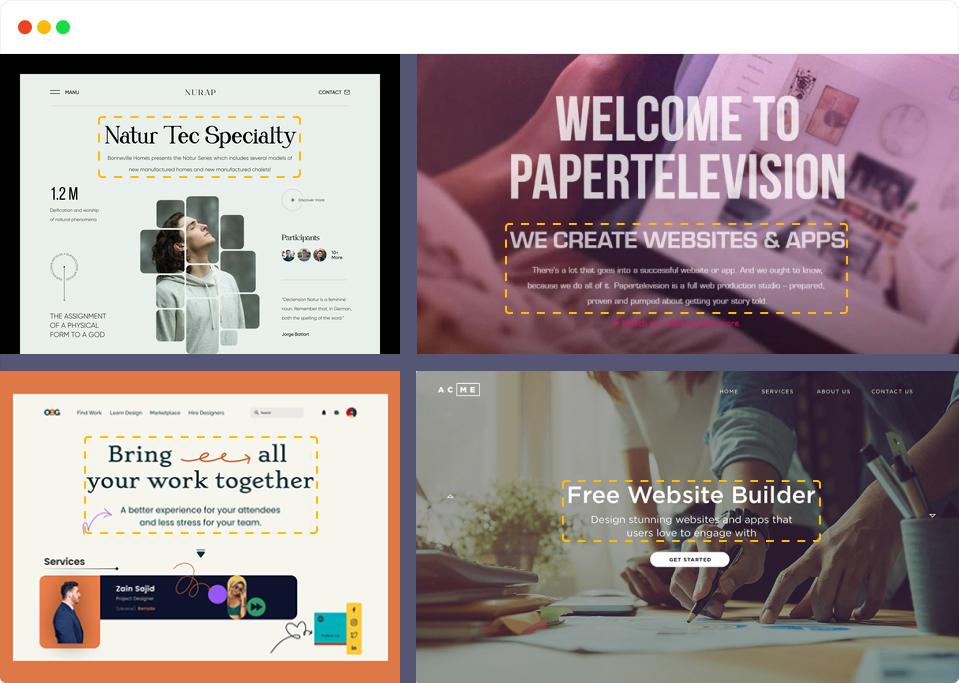 MANU
NURAP
CONTACT
Natur Tec Specialty
Bonneville Homes presents the Natur Series which includes several models of
new manufactured homes and new manufactured chalets!
1.2 M
Deification and worship
of natural phenomena
Discover more
Participants
10+
More
THE ASSIGNMENT
OF A PHYSICAL
FORM TO A GOD
"Declension Natur is a feminine
noun. Remember that, in German,
both the spelling of the word."
Jorge Batlart
WELCOME TO
PAPERTELEVISION
WE CREATE WEBSITES & APPS
There's a lot that goes into a successful website or app. And we ought to know,
because we do all of it. Papertelevision is a full web production studio – prepared,
proven and pumped about getting your story told.
Find Work
Learn Design
Marketplace
Hire Designers
Search
Bring all
your work together
A better experience for your attendees
and less stress for your team.
Services
Zain Sajid
Project Designer
Remote
Follow Us
ACME
HOME
SERVICES
ABOUT US
CONTACT US
Free Website Builder
Design stunning websites and apps that
users love to engage with
GET STARTED